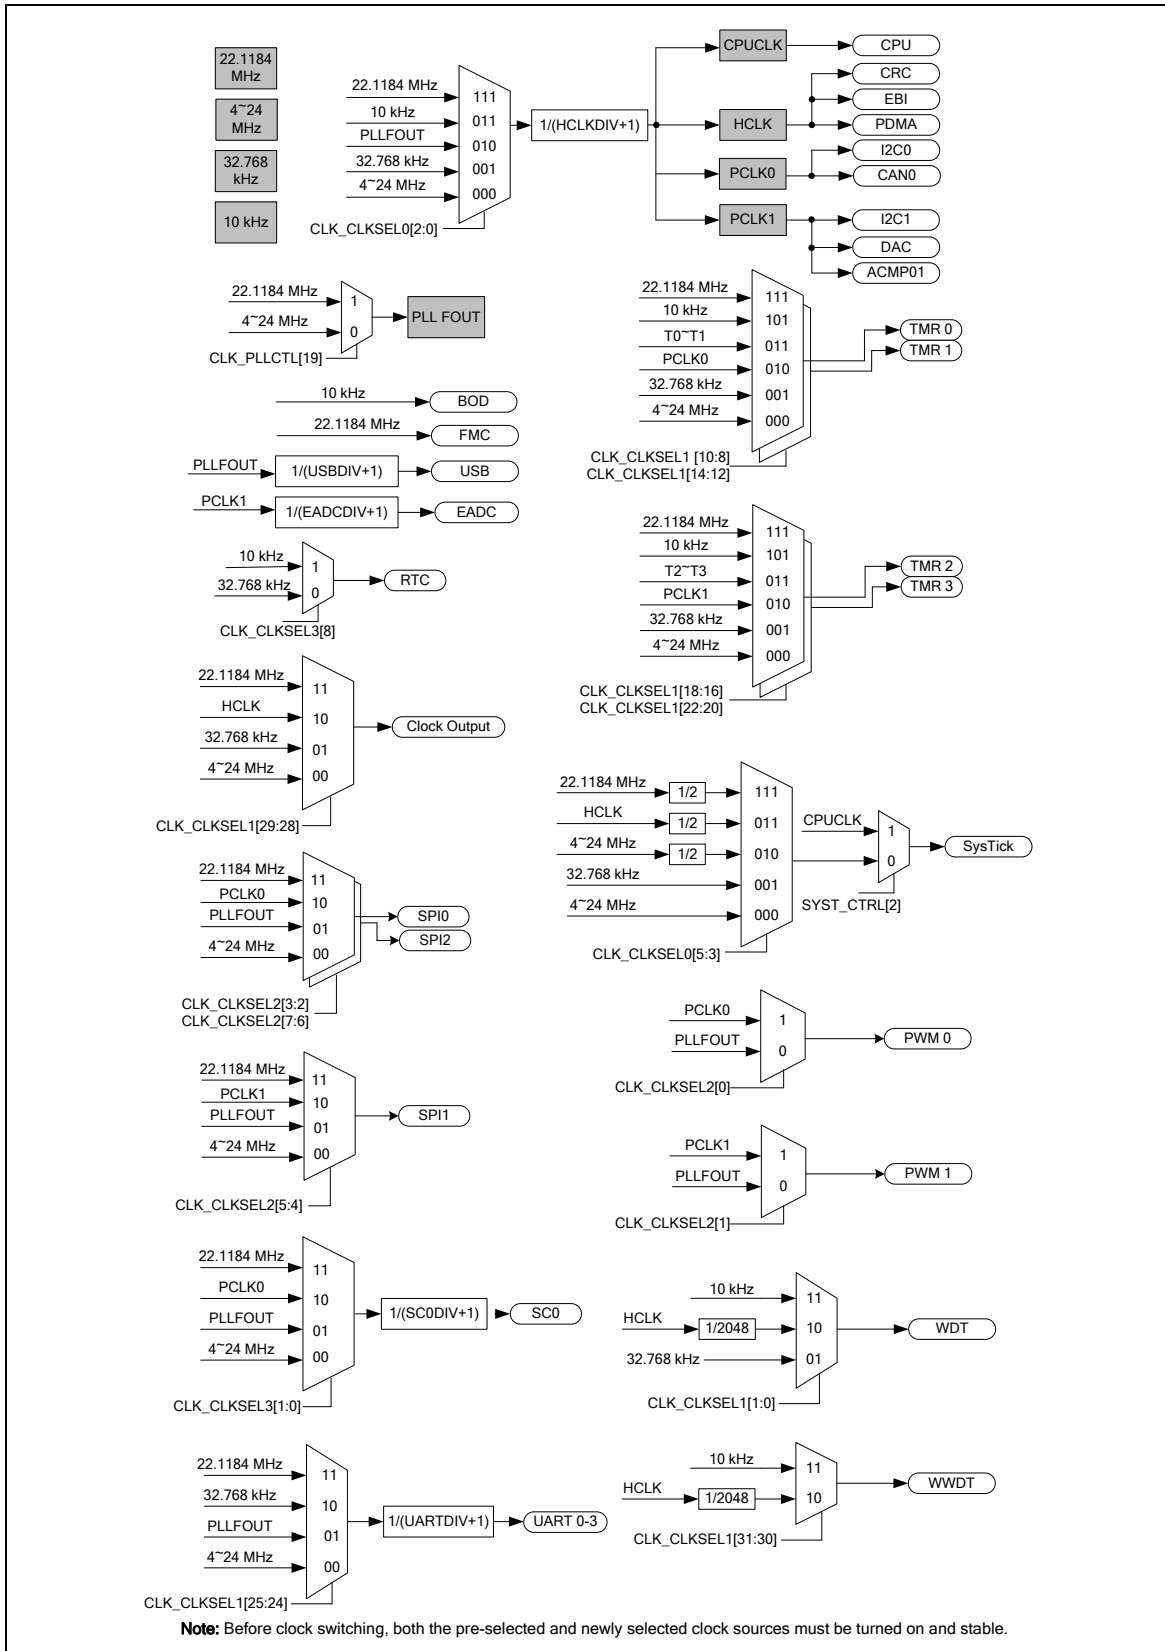 22.1184
MHz
4~24
MHz
32.768
kHz
10 kHz
22.1184 MHz
10 kHz
PLLFOUT
32.768 kHz
4~24 MHz
111
011
010
001
000
CLK_CLKSEL0[2:0]
1/(HCLKDIV+1)
CPUCLK
HCLK
PCLK0
PCLK1
CPU
CRC
EBI
PDMA
I2C0
CAN0
I2C1
DAC
ACMP01
22.1184 MHz
4~24 MHz
1
0
CLK_PLLCTL[19]
PLL FOUT
22.1184 MHz
10 kHz
T0~T1
PCLK0
32.768 kHz
4~24 MHz
111
101
011
010
001
000
TMR 0
TMR 1
CLK_CLKSEL1 [10:8]
CLK_CLKSEL1[14:12]
10 kHz
BOD
22.1184 MHz
FMC
PLLFOUT
1/(USBDIV+1)
USB
PCLK1
1/(EADCDIV+1)
EADC
10 kHz
32.768 kHz
1
0
RTC
CLK_CLKSEL3[8]
22.1184 MHz
10 kHz
T2~T3
PCLK1
32.768 kHz
4~24 MHz
111
101
011
010
001
000
TMR 2
TMR 3
CLK_CLKSEL1[18:16]
CLK_CLKSEL1[22:20]
22.1184 MHz
HCLK
32.768 kHz
4~24 MHz
11
10
01
00
Clock Output
CLK_CLKSEL1[29:28]
22.1184 MHz
HCLK
4~24 MHz
32.768 kHz
4~24 MHz
1/2
1/2
1/2
111
011
010
001
000
CLK_CLKSEL0[5:3]
CPUCLK
1
0
SYST_CTRL[2]
SysTick
22.1184 MHz
PCLK0
PLLFOUT
4~24 MHz
11
10
01
00
SPI0
SPI2
CLK_CLKSEL2[3:2]
CLK_CLKSEL2[7:6]
PCLK0
PLLFOUT
1
0
PWM 0
CLK_CLKSEL2[0]
22.1184 MHz
PCLK1
PLLFOUT
4~24 MHz
11
10
01
00
SPI1
CLK_CLKSEL2[5:4]
PCLK1
PLLFOUT
1
0
PWM 1
CLK_CLKSEL2[1]
22.1184 MHz
PCLK0
PLLFOUT
4~24 MHz
11
10
01
00
1/(SC0DIV+1)
SC0
CLK_CLKSEL3[1:0]
10 kHz
HCLK
1/2048
32.768 kHz
11
10
01
WDT
CLK_CLKSEL1[1:0]
22.1184 MHz
32.768 kHz
PLLFOUT
4~24 MHz
11
10
01
00
1/(UARTDIV+1)
UART 0-3
CLK_CLKSEL1[25:24]
10 kHz
HCLK
1/2048
11
10
WWDT
CLK_CLKSEL1[31:30]
Note: Before clock switching, both the pre-selected and newly selected clock sources must be turned on and stable.